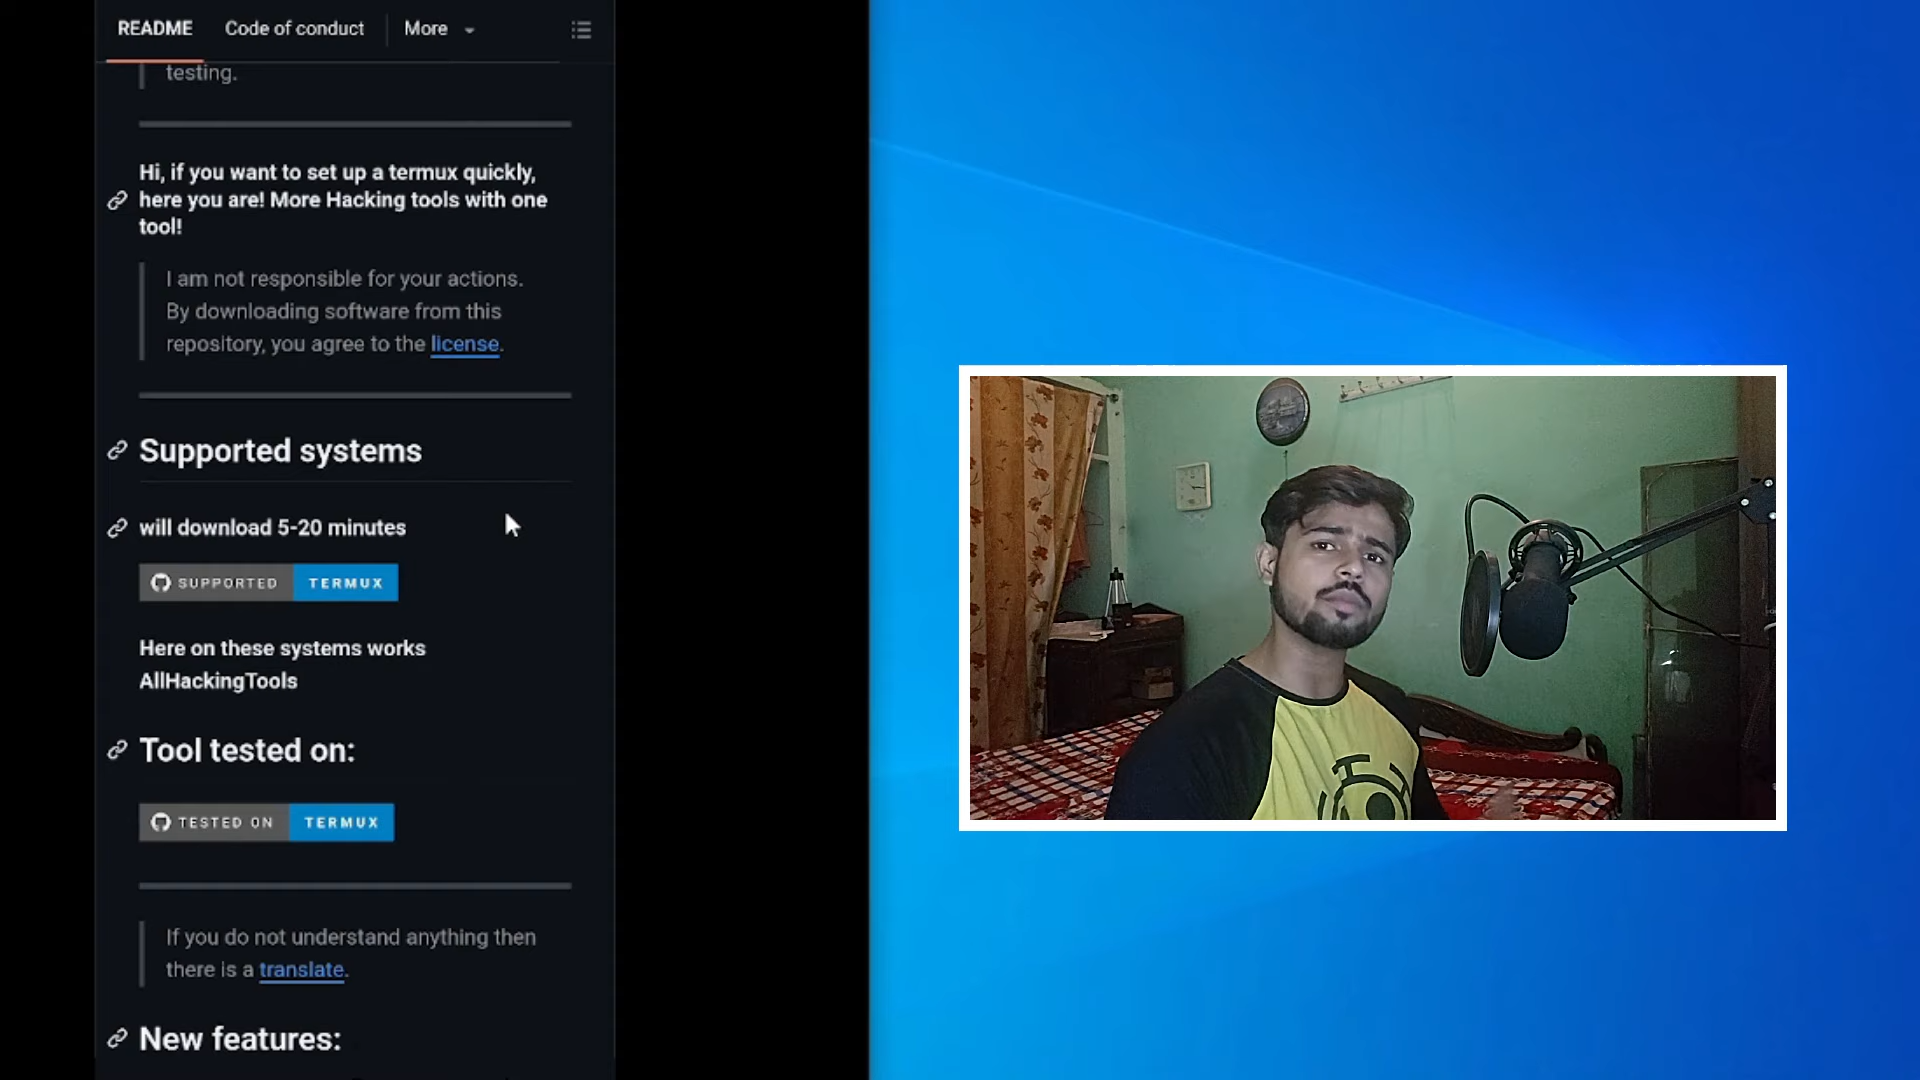 README Code of conduct More
testing.
Hi, if you want to set up a termux quickly,
here you are! More Hacking tools with one
tool!
I am not responsible for your actions.
By downloading software from this
repository, you agree to the license.
Supported systems
will download 5-20 minutes
SUPPORTED TERMUX
Here on these systems works
AllHackingTools
Tool tested on:
TESTED ON TERMUX
If you do not understand anything then
there is a translate.
New features: